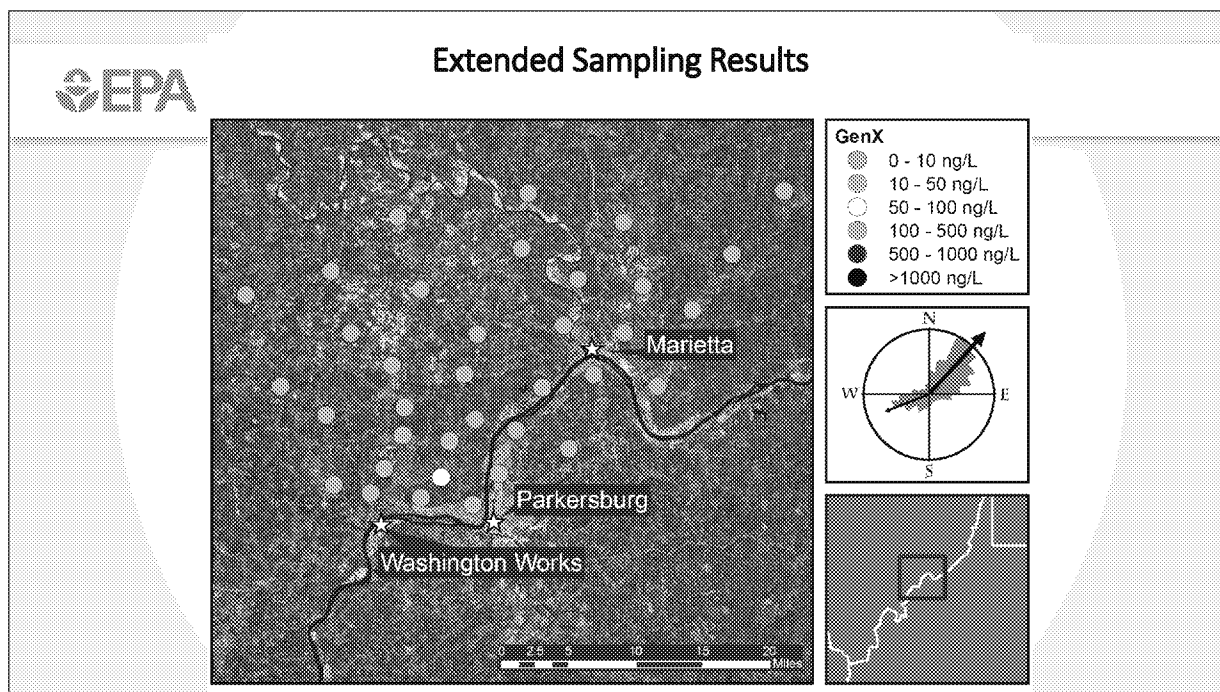 Extended Sampling Results
EPA
GenX
0 - 10 ng/L
10 - 50 ng/L
50 - 100 ng/L
100 - 500 ng/L
500 - 1000 ng/L
>1000 ng/L
Marietta
Parkersburg
Washington Works
N
W
E
S
0 2.5 5 10 15 20
Miles